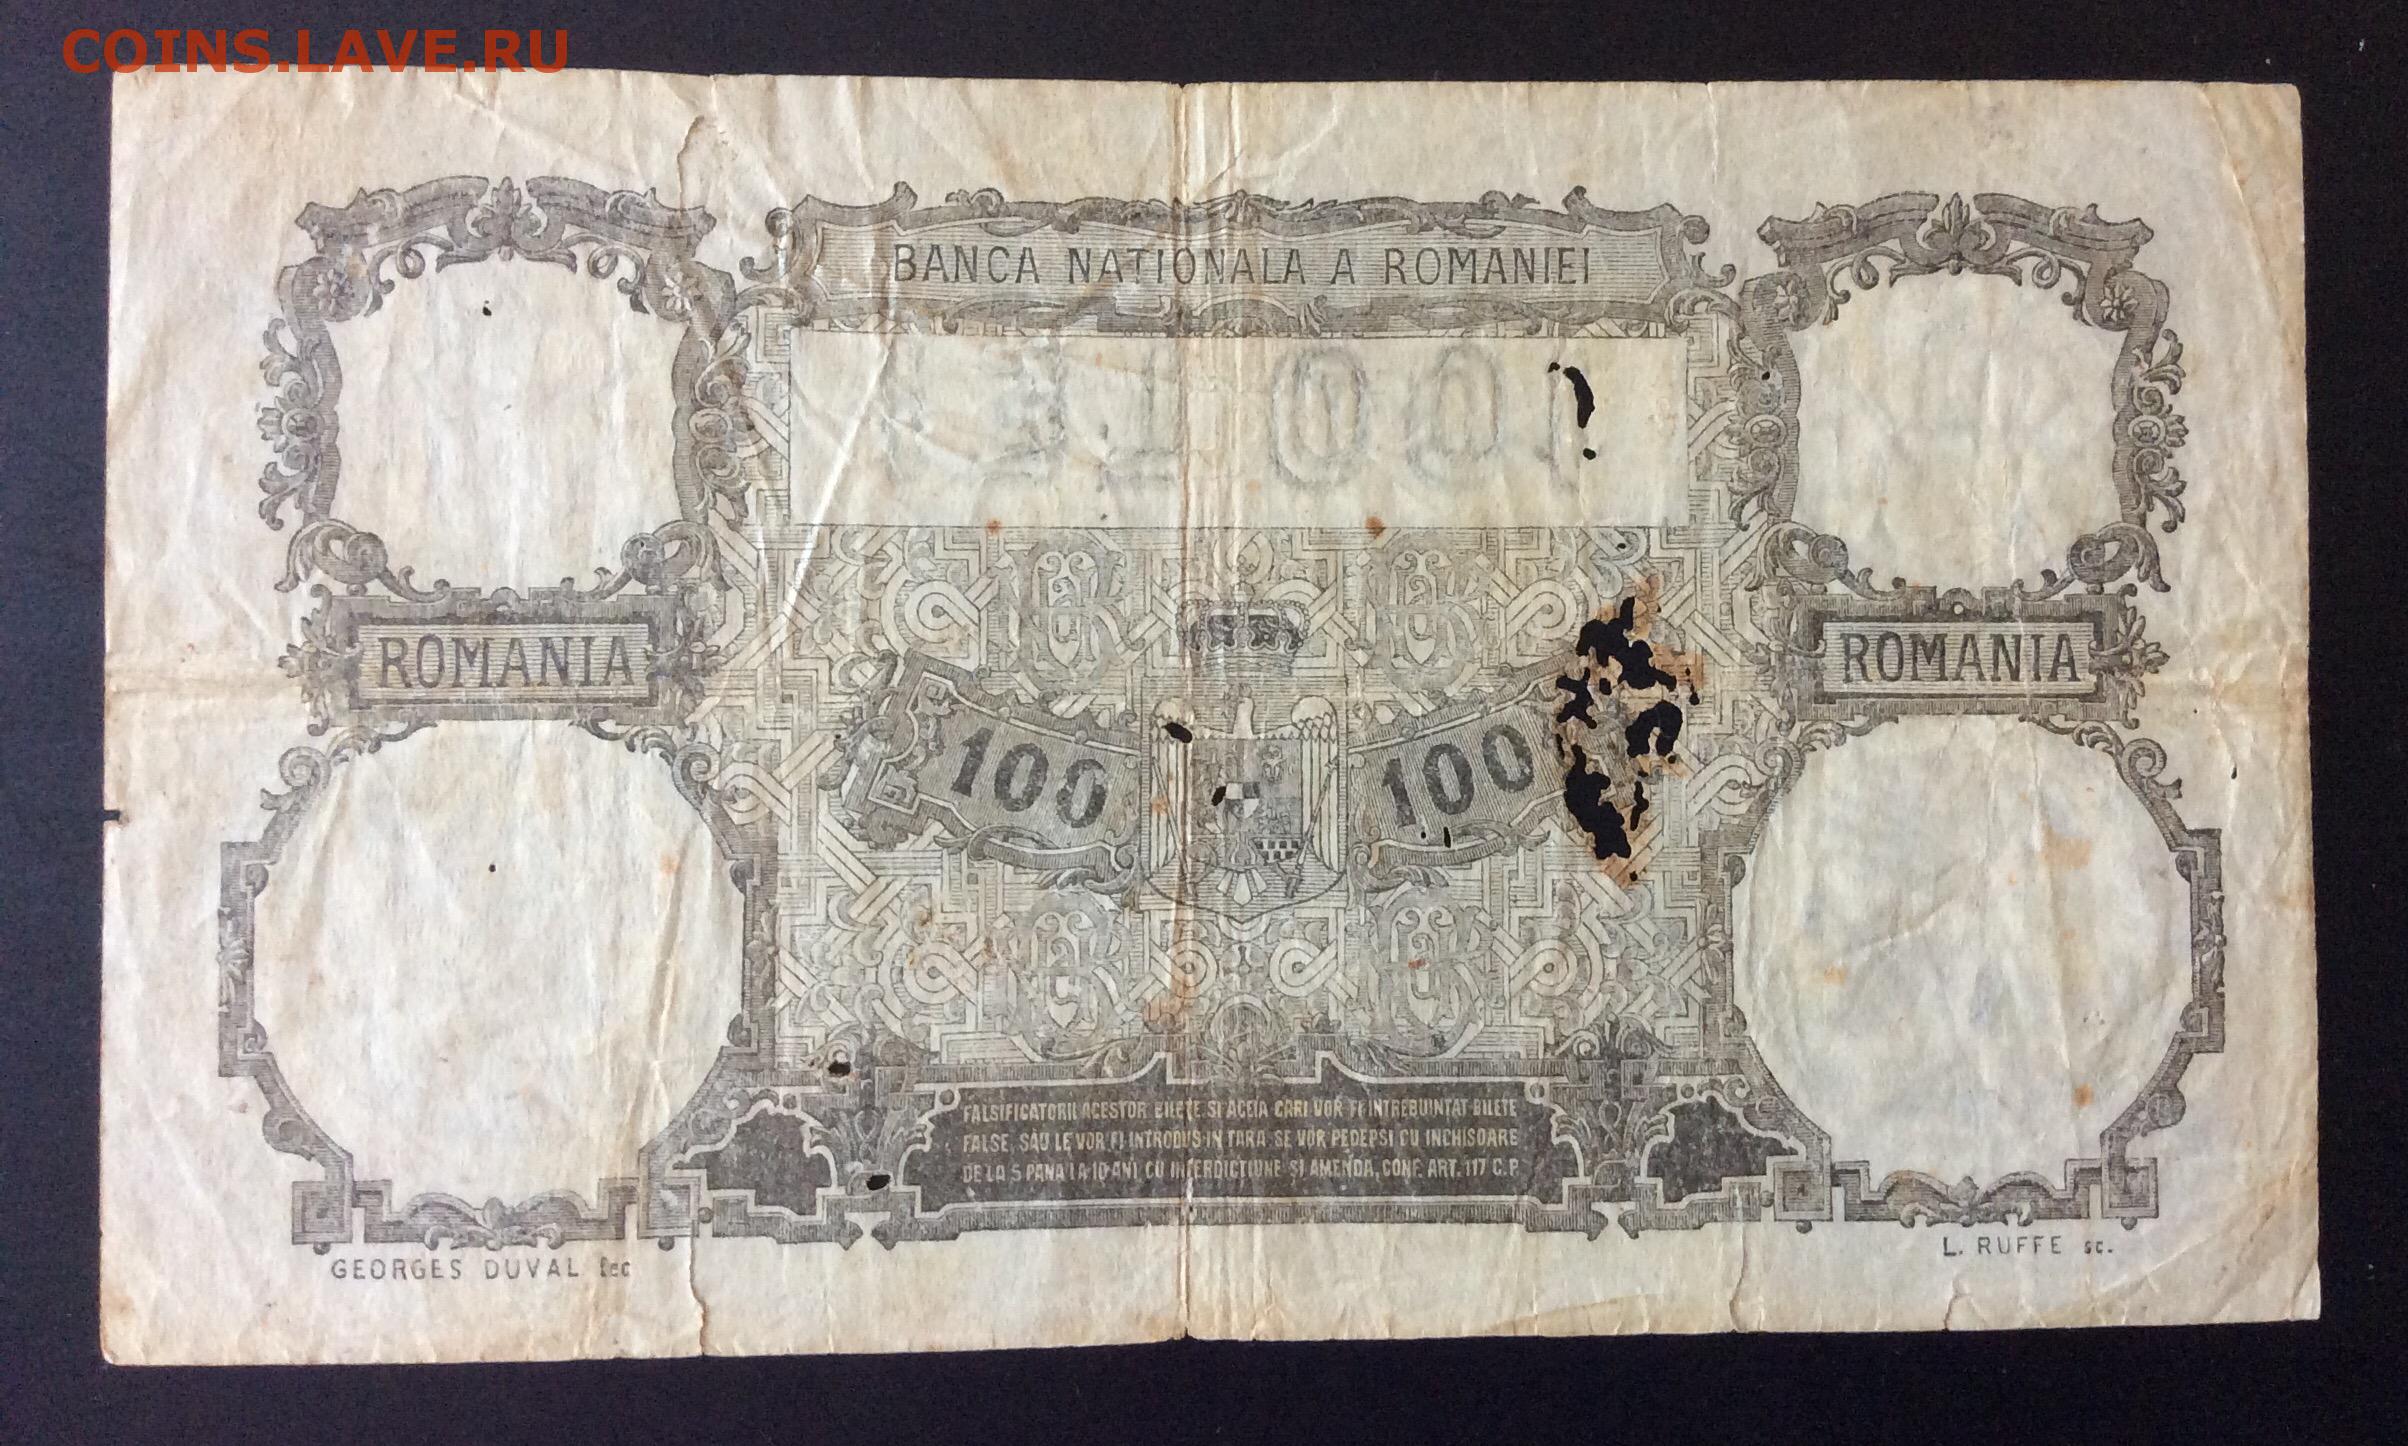 COINS.LAVE.RU
BANCA NATIONALA A ROMANIEI
ROMANIA
ROMANIA
100
100
FALSIFICATORII ACESTOR BILETE SI ACEIA CARI VOR FI INTREBUINTAT BILETE
FALSE, SAU LE VOR FI INTRODUS IN TARA SE VOR PEDEPSI CU INCHISOARE
DE LA 5 PANA LA 10 ANI CU INTERDICTIUNE SI AMENDA, CONF. ART. 117 C.P.
GEORGES DUVAL fec
L. RUFFE sc.